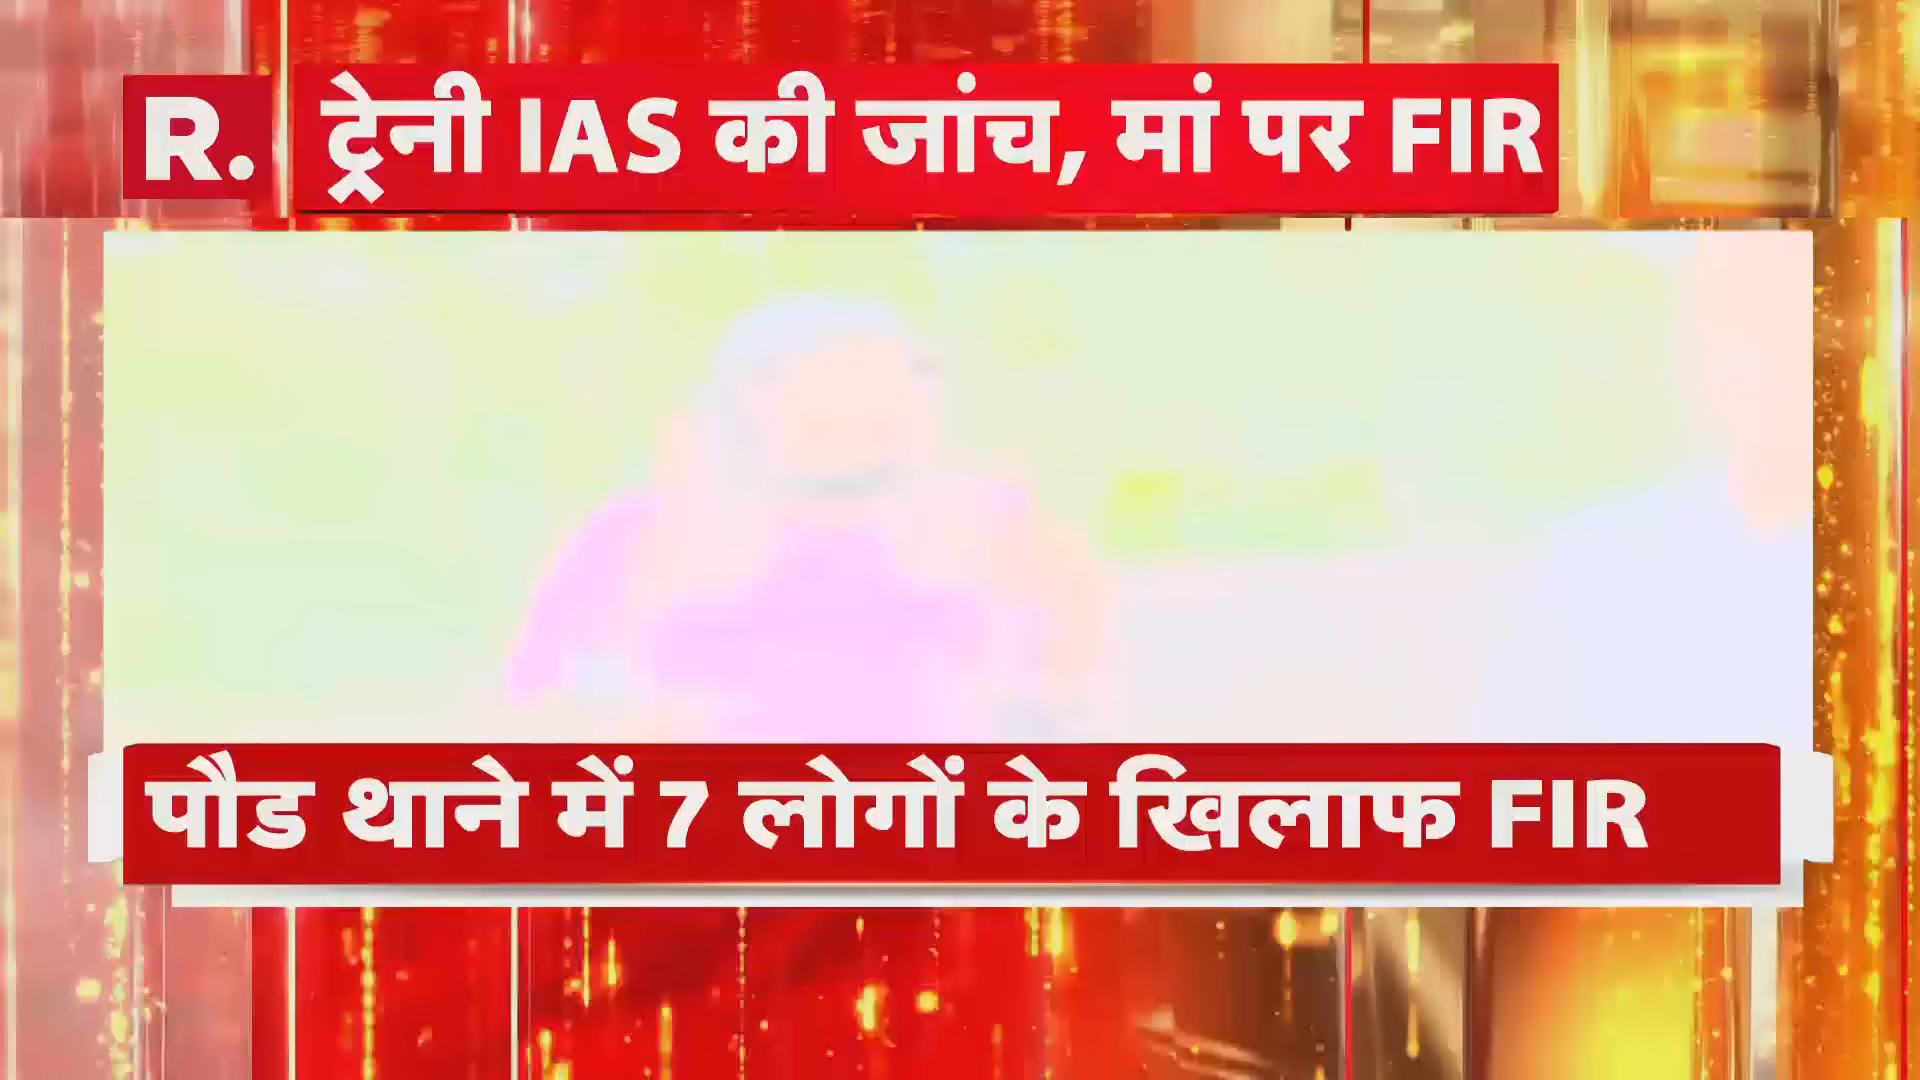 R. ट्रेनी IAS की जांच, मां पर FIR
पौड थाने में 7 लोगों के खिलाफ FIR